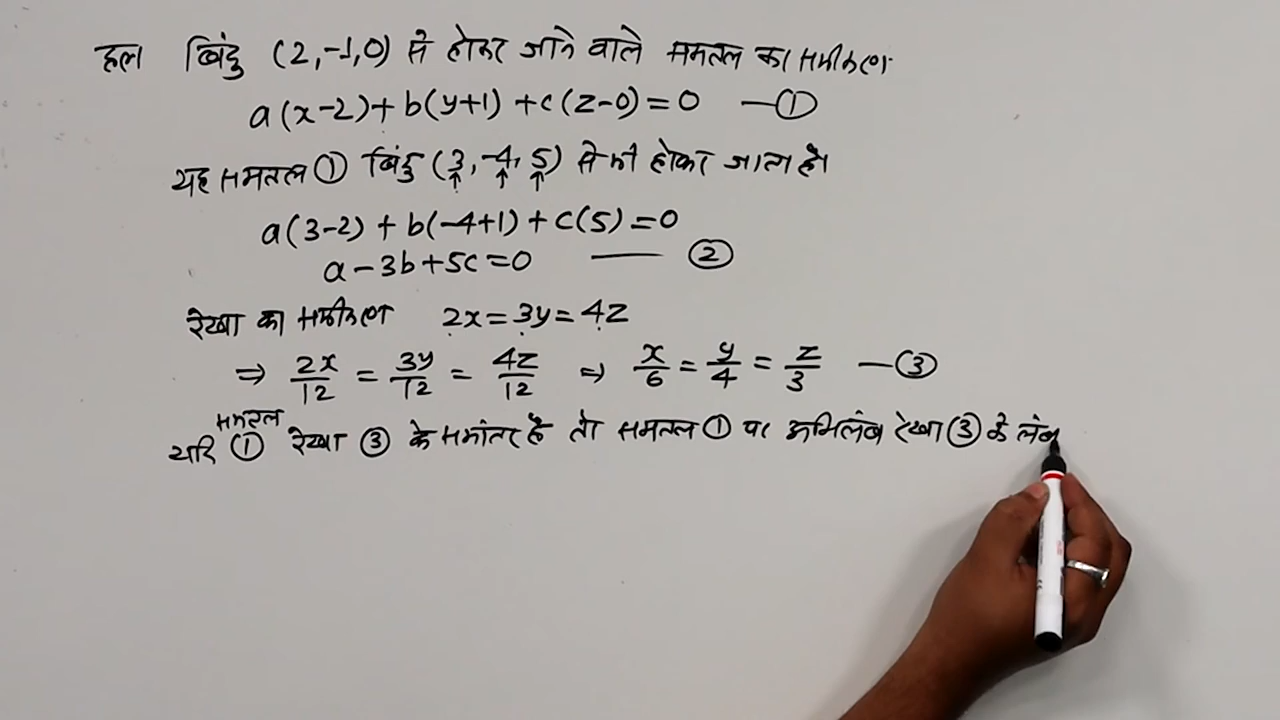 हल बिंदु (2,-1,0) से होकर जाने वाले समतल का समीकरण
a(x-2)+b(y+1)+c(z-0)=0 —①
यह समतल ① बिंदु (3,-4,5) से भी होकर जाता है।
↑ ↑ ↑
a(3-2)+b(-4+1)+c(5)=0
a-3b+5c=0 —②
रेखा का समीकरण 2x=3y=4z
⇒ 2x/12 = 3y/12 = 4z/12 ⇒ x/6 = y/4 = z/3 —③
यदि समतल ① रेखा ③ के समांतर है तो समतल ① पर अभिलंब रेखा ③ के लंब